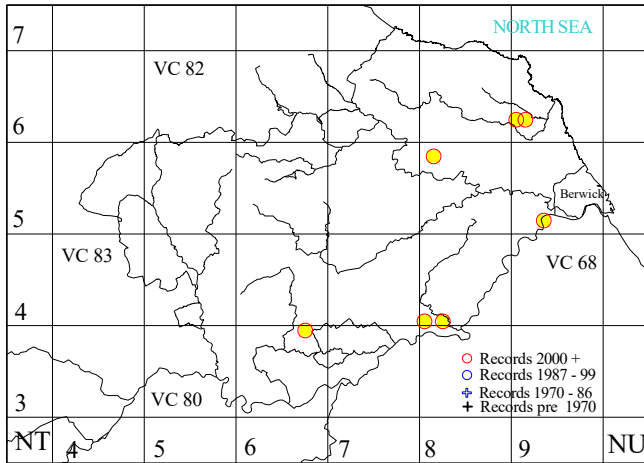 NORTH SEA
7
VC 82
6
Berwick
5
VC 83
VC 68
4
Records 2000 +
Records 1987 - 99
Records 1970 - 86
VC 80
Records pre 1970
3
NT 4 5 6 7 8 9 NU